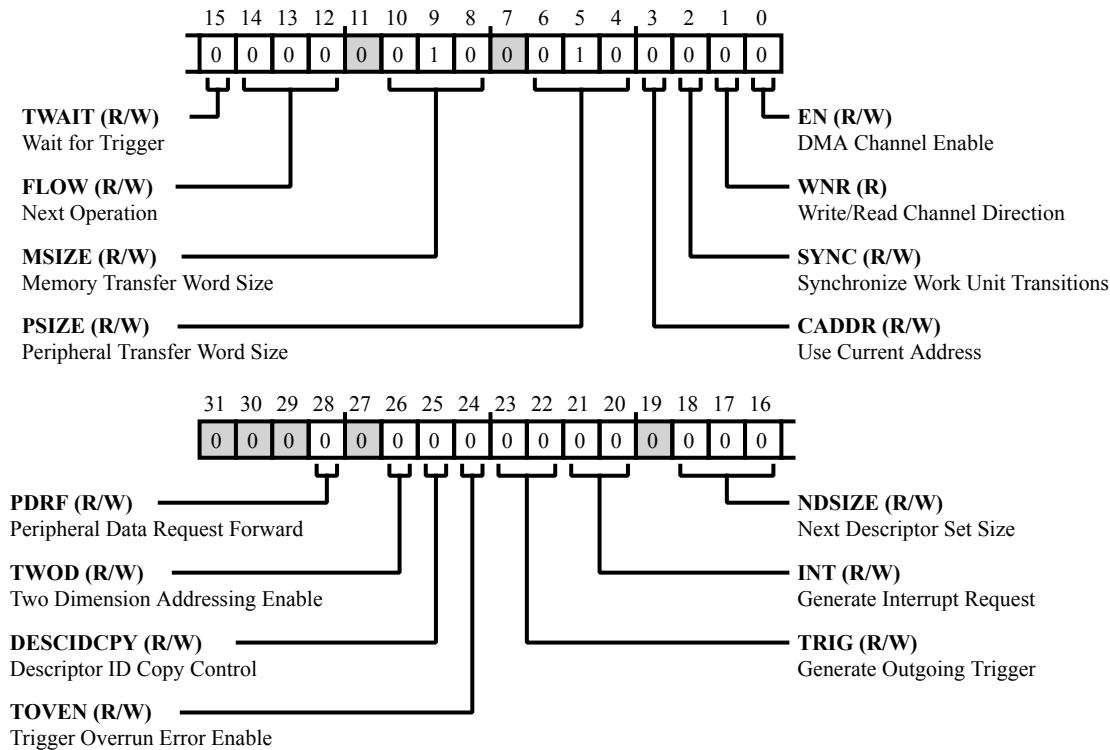 15 14 13 12 11 10 9 8 7 6 5 4 3 2 1 0
0 0 0 0 0 0 1 0 0 0 1 0 0 0 0 0
TWAIT (R/W)
Wait for Trigger
FLOW (R/W)
Next Operation
MSIZE (R/W)
Memory Transfer Word Size
PSIZE (R/W)
Peripheral Transfer Word Size
EN (R/W)
DMA Channel Enable
WNR (R)
Write/Read Channel Direction
SYNC (R/W)
Synchronize Work Unit Transitions
CADDR (R/W)
Use Current Address
31 30 29 28 27 26 25 24 23 22 21 20 19 18 17 16
0 0 0 0 0 0 0 0 0 0 0 0 0 0 0 0
PDRF (R/W)
Peripheral Data Request Forward
TWOD (R/W)
Two Dimension Addressing Enable
DESCIDCPY (R/W)
Descriptor ID Copy Control
TOVEN (R/W)
Trigger Overrun Error Enable
NDSIZE (R/W)
Next Descriptor Set Size
INT (R/W)
Generate Interrupt Request
TRIG (R/W)
Generate Outgoing Trigger